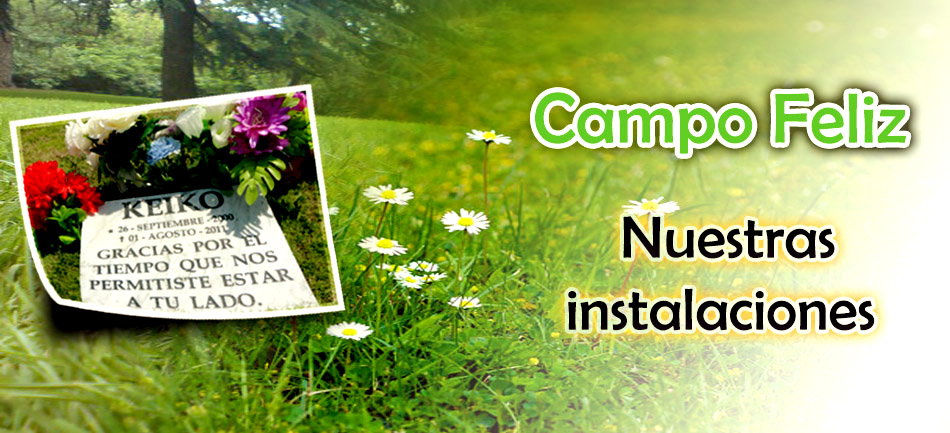 Campo Feliz
Nuestras
instalaciones
KEIKO
* 26 - SEPTIEMBRE - 2000
† 01 - AGOSTO - 2011
GRACIAS POR EL
TIEMPO QUE NOS
PERMITISTE ESTAR
A TU LADO.